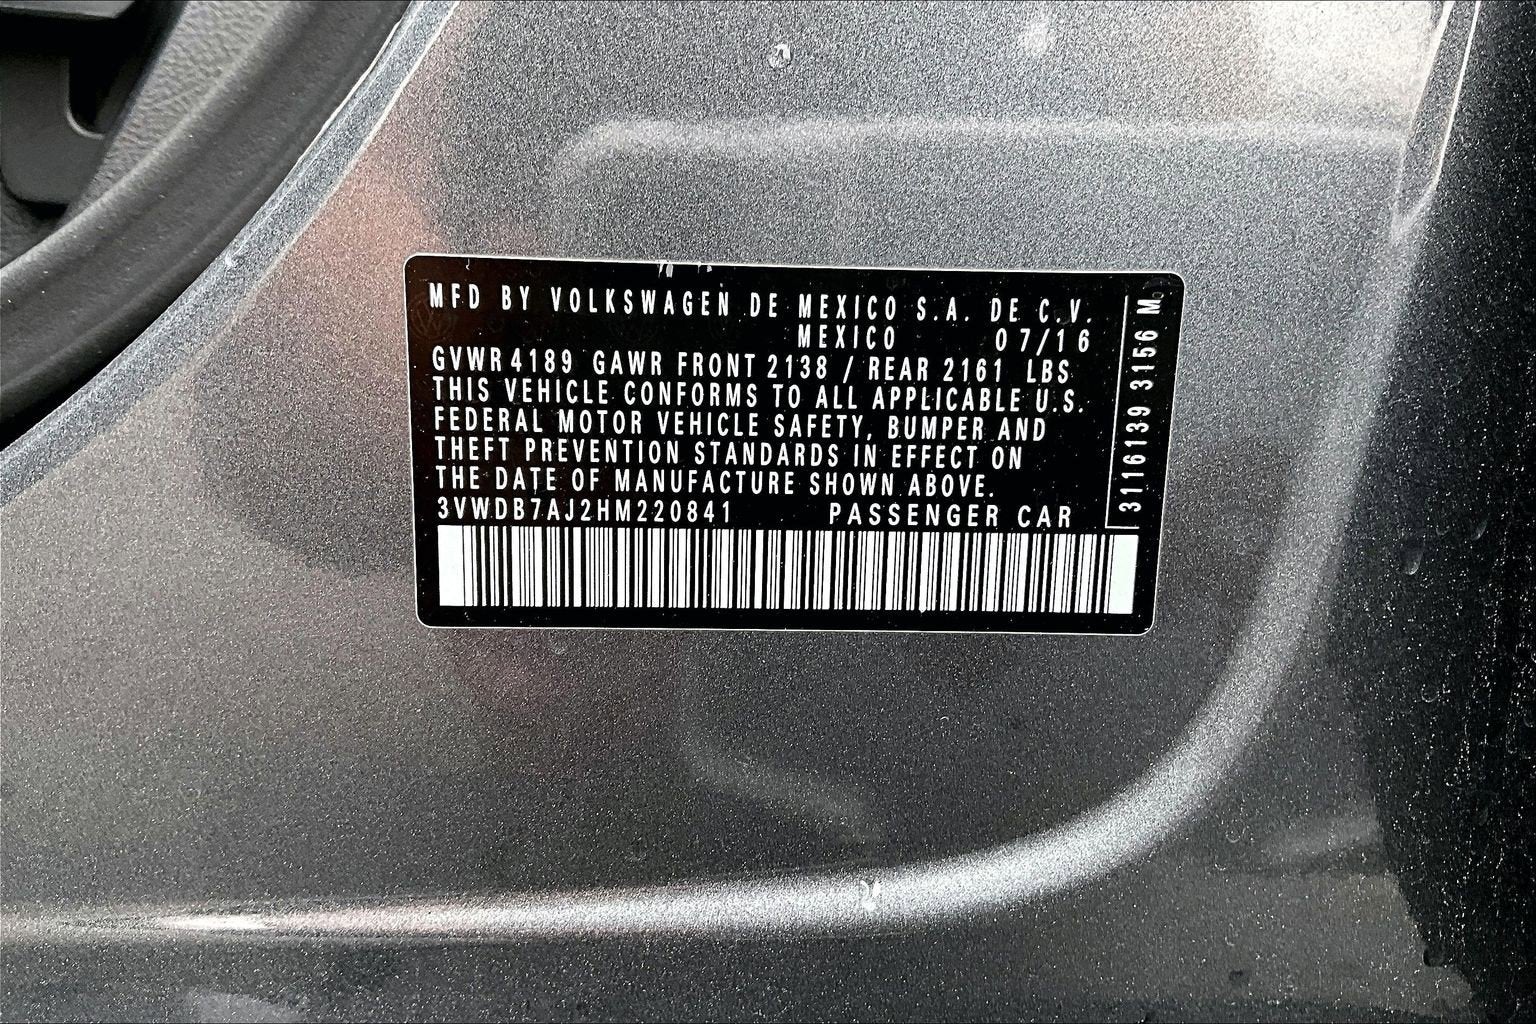 MFD BY VOLKSWAGEN DE MEXICO S.A. DE C.V.
MEXICO 07/16
GVWR 4189 GAWR FRONT 2138 / REAR 2161 LBS
THIS VEHICLE CONFORMS TO ALL APPLICABLE U.S.
FEDERAL MOTOR VEHICLE SAFETY, BUMPER AND
THEFT PREVENTION STANDARDS IN EFFECT ON
THE DATE OF MANUFACTURE SHOWN ABOVE.
3VWDB7AJ2HM220841 PASSENGER CAR
3116139 3156 M